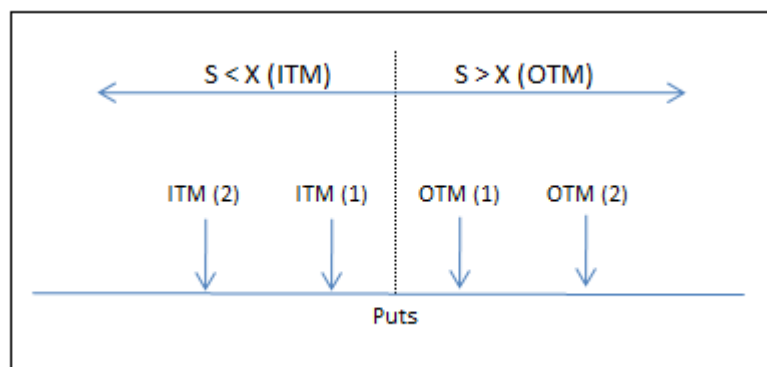 S < X (ITM) S > X (OTM)
ITM (2) ITM (1) OTM (1) OTM (2)
Puts